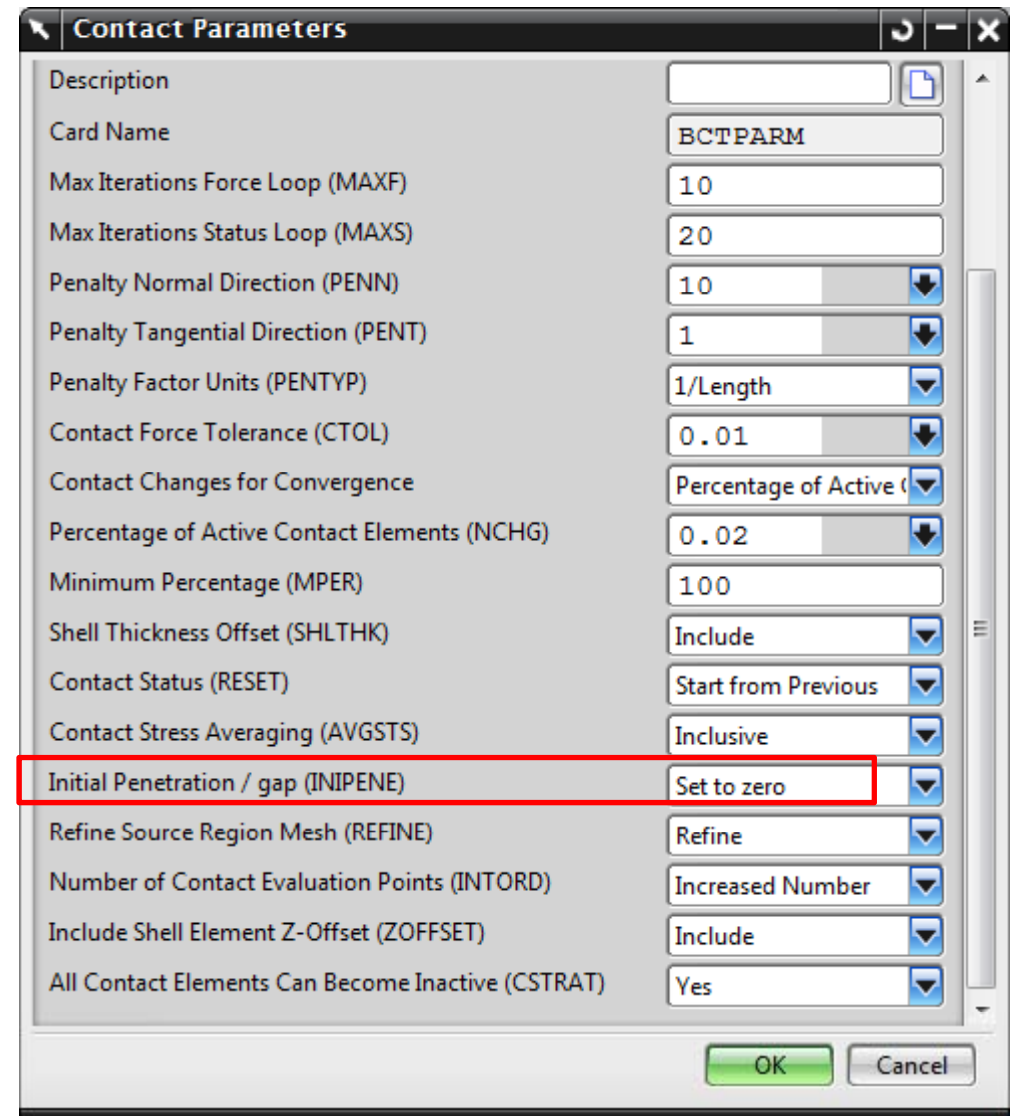 Contact Parameters
Description
Card Name BCTPARM
Max Iterations Force Loop (MAXF) 10
Max Iterations Status Loop (MAXS) 20
Penalty Normal Direction (PENN) 10
Penalty Tangential Direction (PENT) 1
Penalty Factor Units (PENTYP) 1/Length
Contact Force Tolerance (CTOL) 0.01
Contact Changes for Convergence Percentage of Active
Percentage of Active Contact Elements (NCHG) 0.02
Minimum Percentage (MPER) 100
Shell Thickness Offset (SHLTHK) Include
Contact Status (RESET) Start from Previous
Contact Stress Averaging (AVGSTS) Inclusive
Initial Penetration / gap (INIPENE) Set to zero
Refine Source Region Mesh (REFINE) Refine
Number of Contact Evaluation Points (INTORD) Increased Number
Include Shell Element Z-Offset (ZOFFSET) Include
All Contact Elements Can Become Inactive (CSTRAT) Yes
OK Cancel